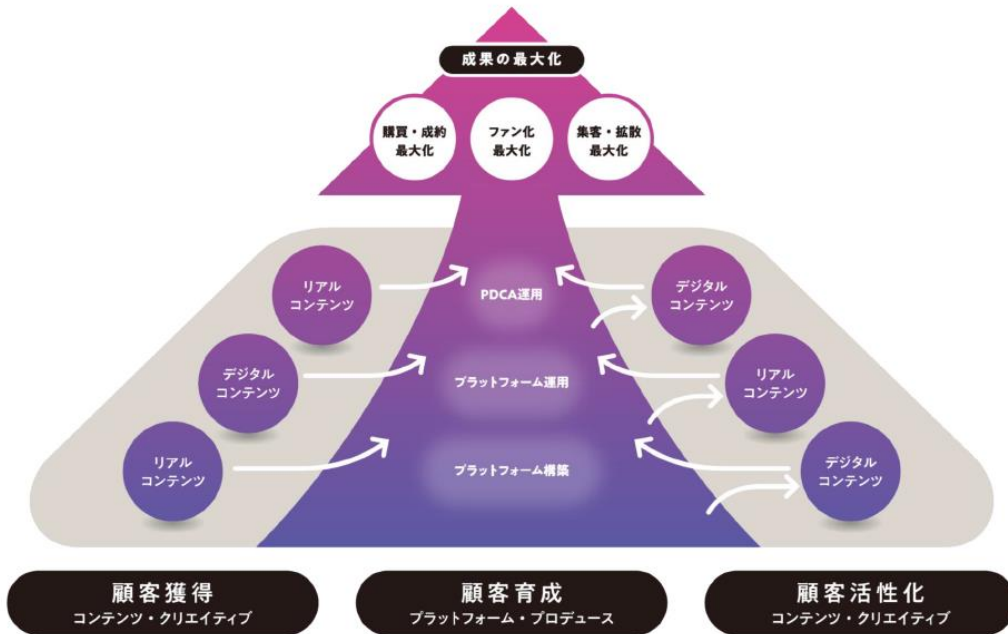 成果の最大化
購買・成約
最大化
ファン化
最大化
集客・拡散
最大化
リアル
コンテンツ
PDCA運用
デジタル
コンテンツ
デジタル
コンテンツ
プラットフォーム運用
リアル
コンテンツ
リアル
コンテンツ
プラットフォーム構築
デジタル
コンテンツ
顧客獲得
コンテンツ・クリエイティブ
顧客育成
プラットフォーム・プロデュース
顧客活性化
コンテンツ・クリエイティブ